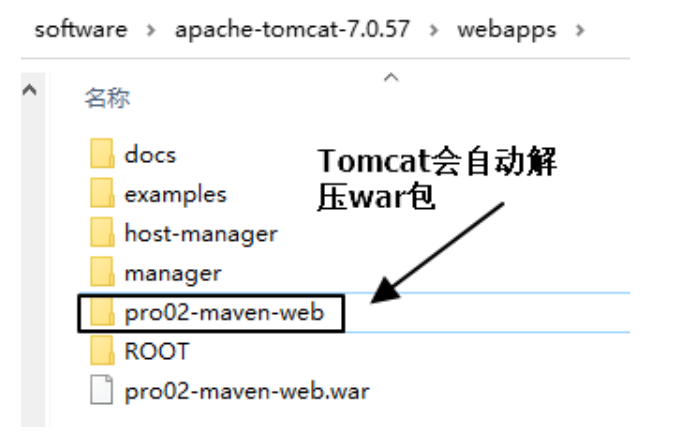 software > apache-tomcat-7.0.57 > webapps >
名称
docs
Tomcat会自动解
压war包
examples
host-manager
manager
pro02-maven-web
ROOT
pro02-maven-web.war